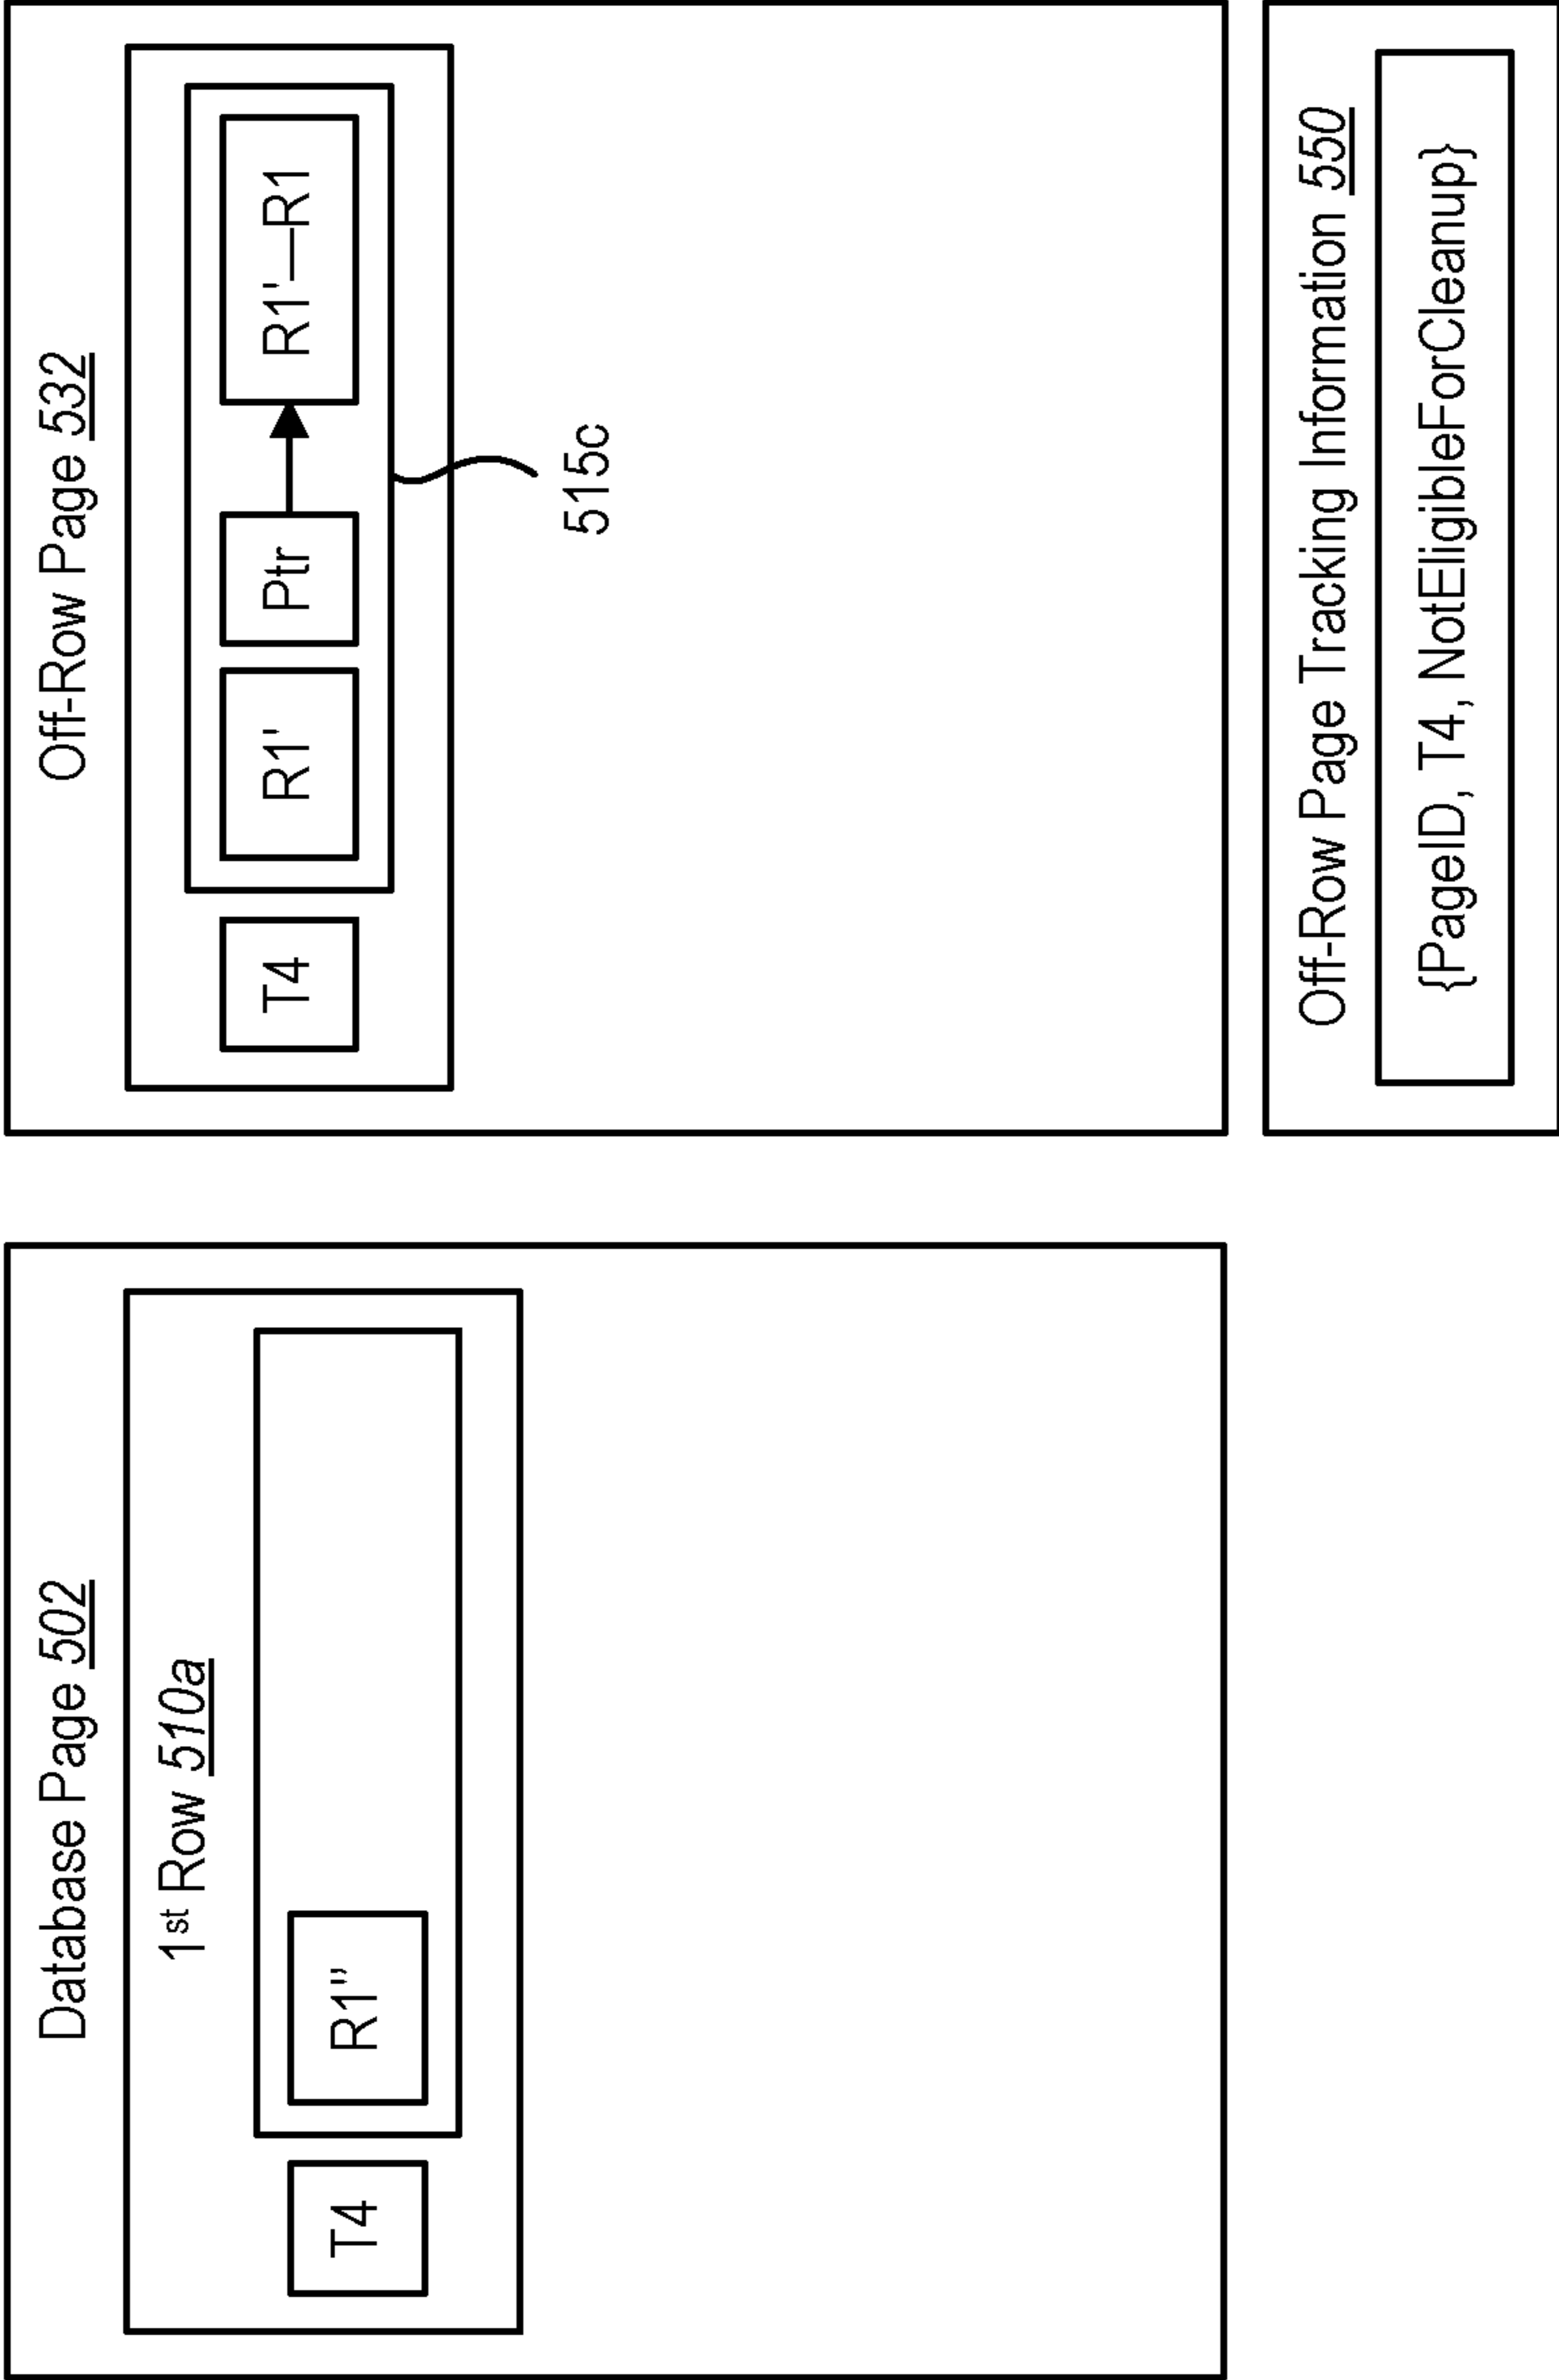 Database Page 502
1st Row 510a
T4
R1"
Off-Row Page 532
T4
R1'
Ptr
R1'—R1
515c
Off-Row Page Tracking Information 550
{PageID, T4, NotEligibleForCleanup}